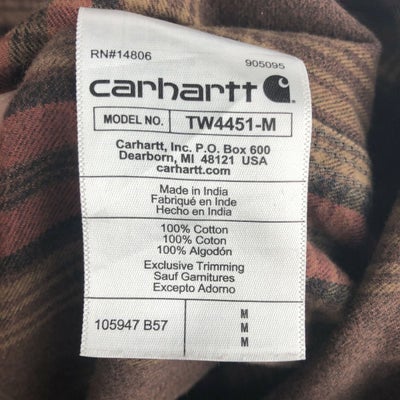 RN#14806
905095
carhartt
MODEL NO. TW4451-M
Carhartt, Inc. P.O. Box 600
Dearborn, MI 48121 USA
carhartt.com
Made in India
Fabriqué en Inde
Hecho en India
100% Cotton
100% Coton
100% Algodón
Exclusive Trimming
Sauf Garnitures
Excepto Adorno
105947 B57
M
M
M